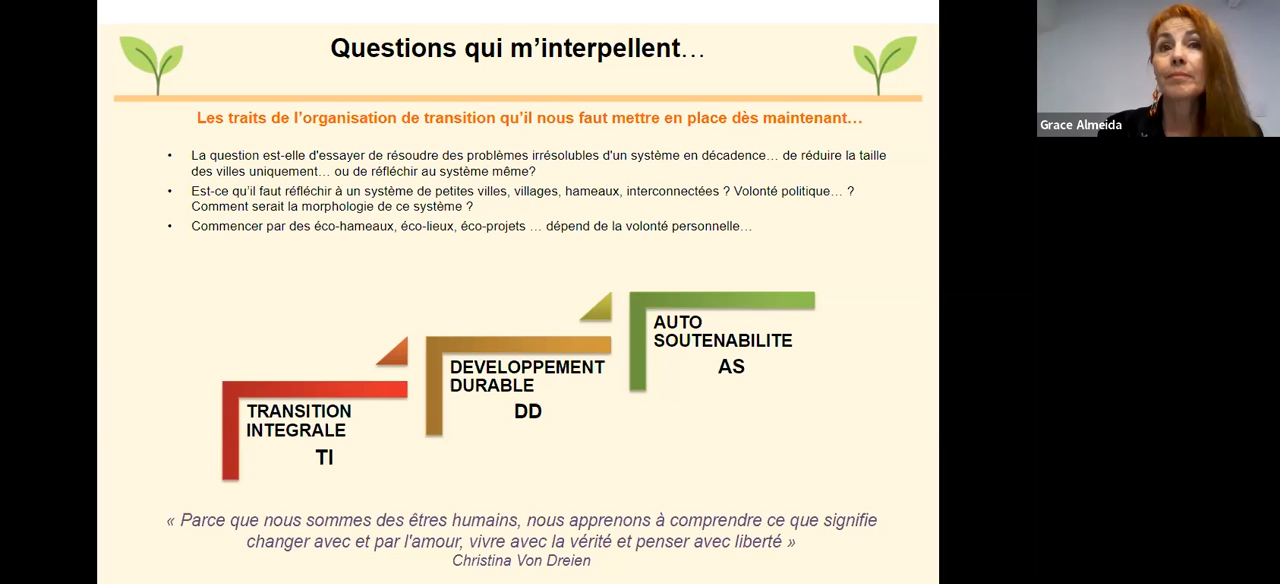 Questions qui m’interpellent…
Grace Almeida
Les traits de l’organisation de transition qu’il nous faut mettre en place dès maintenant…
• La question est-elle d'essayer de résoudre des problèmes irrésolubles d'un système en décadence… de réduire la taille
des villes uniquement… ou de réfléchir au système même?
• Est-ce qu’il faut réfléchir à un système de petites villes, villages, hameaux, interconnectées ? Volonté politique… ?
Comment serait la morphologie de ce système ?
• Commencer par des éco-hameaux, éco-lieux, éco-projets … dépend de la volonté personnelle…
TRANSITION
INTEGRALE
TI
DEVELOPPEMENT
DURABLE
DD
AUTO
SOUTENABILITE
AS
« Parce que nous sommes des êtres humains, nous apprenons à comprendre ce que signifie
changer avec et par l'amour, vivre avec la vérité et penser avec liberté »
Christina Von Dreien